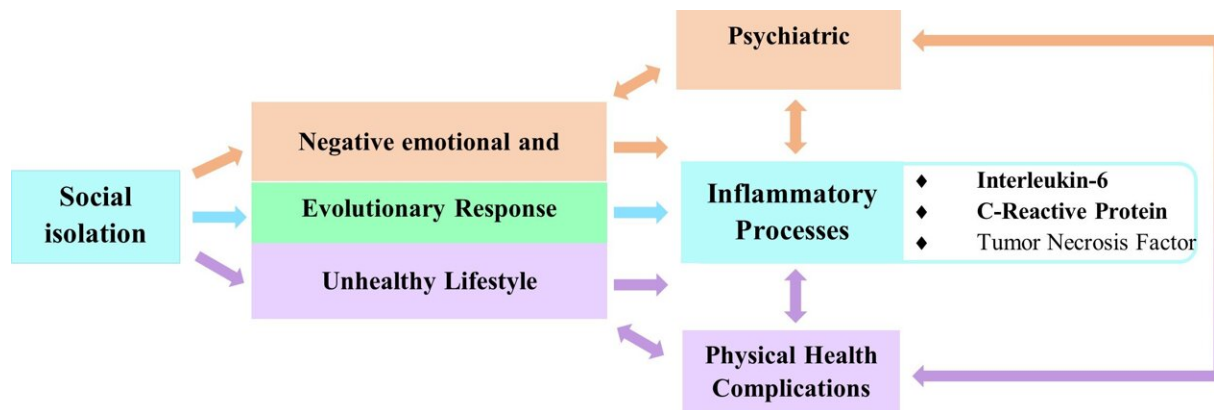 Psychiatric
Negative emotional and
Social
isolation
Evolutionary Response
Unhealthy Lifestyle
Inflammatory
Processes
♦ Interleukin-6
♦ C-Reactive Protein
♦ Tumor Necrosis Factor
Physical Health
Complications